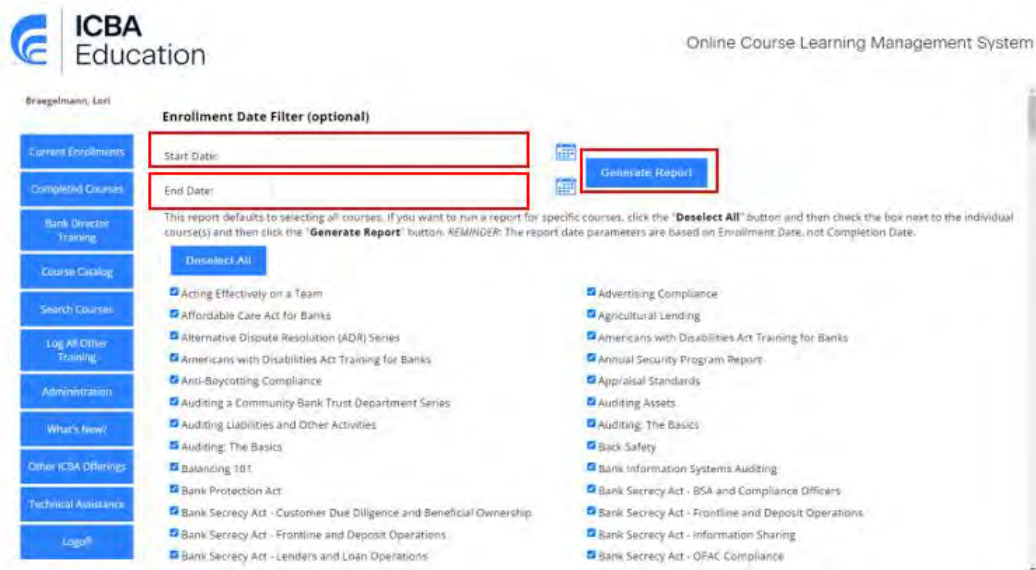 ICBA
Education
Online Course Learning Management System
Braegelmann, Lori
Enrollment Date Filter (optional)
Current Enrollments
Start Date:
Generate Report
Completed Courses
End Date:
Bank Director
Training
This report defaults to selecting all courses. If you want to run a report for specific courses, click the "Deselect All" button and then check the box next to the individual
course(s) and then click the "Generate Report" button. REMINDER: The report date parameters are based on Enrollment Date, not Completion Date.
Course Catalog
Deselect All
Search Courses
Log All Other
Training
Administration
What's New?
Other ICBA Offerings
Technical Assistance
Logoff
Acting Effectively on a Team
Advertising Compliance
Affordable Care Act for Banks
Agricultural Lending
Alternative Dispute Resolution (ADR) Series
Americans with Disabilities Act Training for Banks
Americans with Disabilities Act Training for Banks
Annual Security Program Report
Anti-Boycotting Compliance
Appraisal Standards
Auditing a Community Bank Trust Department Series
Auditing Assets
Auditing Liabilities and Other Activities
Auditing: The Basics
Auditing: The Basics
Back Safety
Balancing 101
Bank Information Systems Auditing
Bank Protection Act
Bank Secrecy Act - BSA and Compliance Officers
Bank Secrecy Act - Customer Due Diligence and Beneficial Ownership
Bank Secrecy Act - Frontline and Deposit Operations
Bank Secrecy Act - Frontline and Deposit Operations
Bank Secrecy Act - Information Sharing
Bank Secrecy Act - Lenders and Loan Operations
Bank Secrecy Act - OFAC Compliance